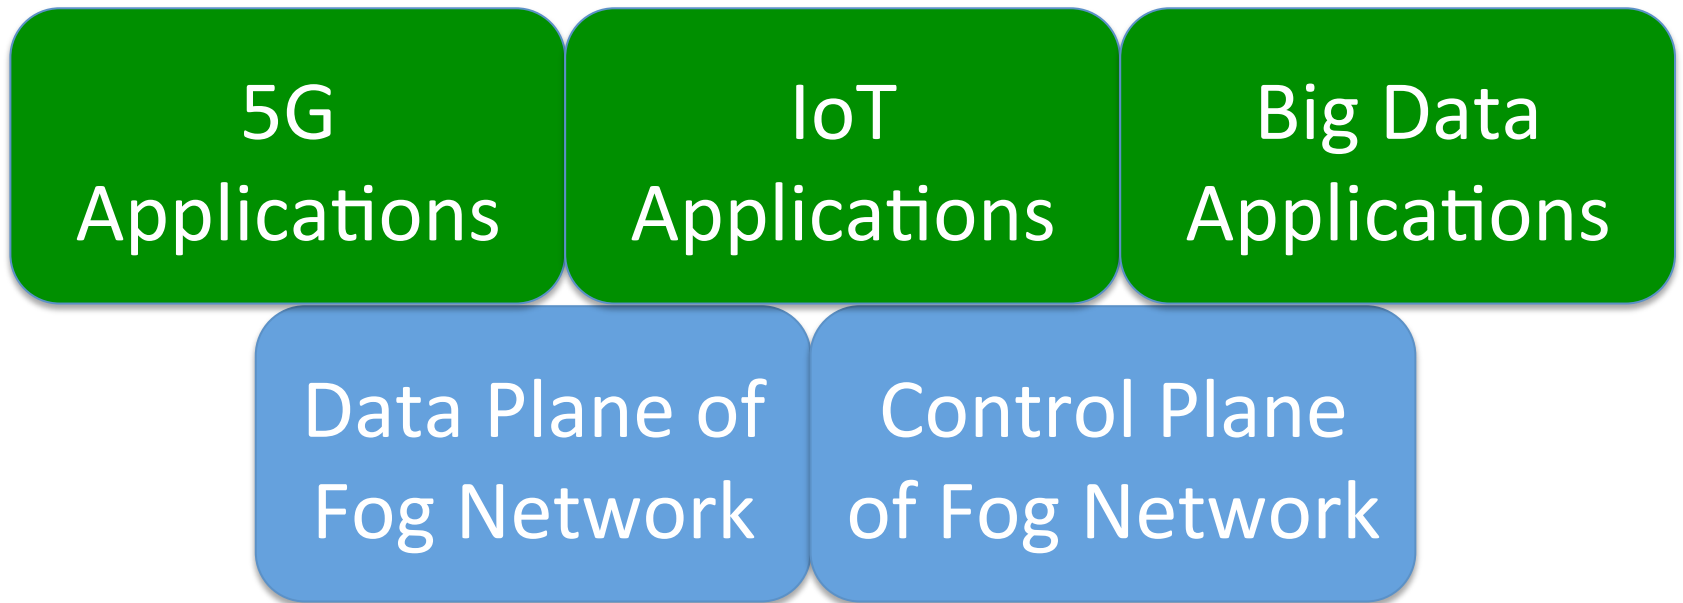 5G
Applications
IoT
Applications
Big Data
Applications
Data Plane of
Fog Network
Control Plane
of Fog Network